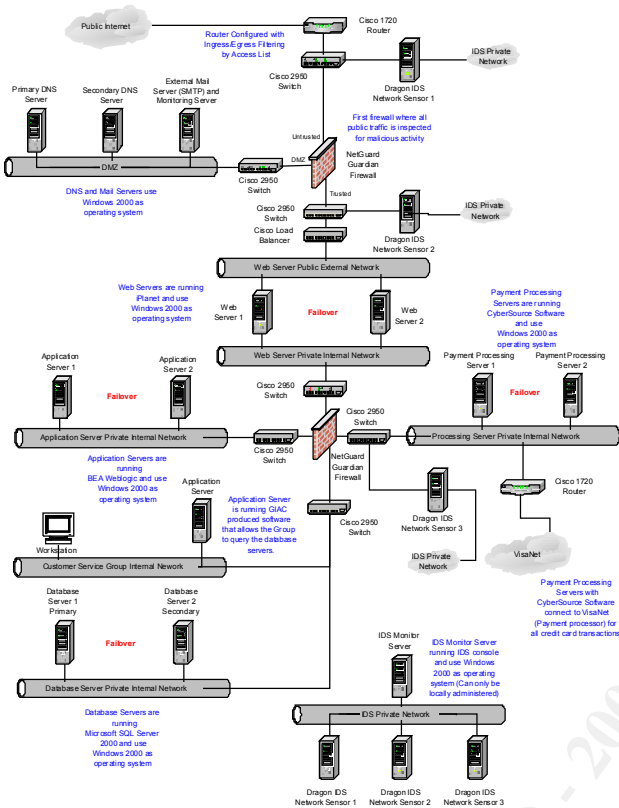 Public Internet
Cisco 1720
Router
Router Configured with
Ingress/Egress Filtering
by Access List
Cisco 2950
Switch
Dragon IDS
Network Sensor 1
IDS Private
Network
Primary DNS
Server
Secondary DNS
Server
External Mail
Server (SMTP) and
Monitoring Server
First firewall where all
public traffic is inspected
for malicious activity
Untrusted
DMZ
DMZ
NetGuard
Guardian
Firewall
Cisco 2950
Switch
Trusted
DNS and Mail Servers use
Windows 2000 as
operating system
Cisco 2950
Switch
Cisco Load
Balancer
Dragon IDS
Network Sensor 2
IDS Private
Network
Web Server Public External Network
Web Servers are running
iPlanet and use
Windows 2000 as
operating system
Web
Server 1
Failover
Web
Server 2
Web Server Private Internal Network
Payment Processing
Servers are running
CyberSource Software
and use
Windows 2000 as
operating system
Payment Processing
Server 1
Payment Processing
Server 2
Failover
Application
Server 1
Application
Server 2
Failover
Cisco 2950
Switch
Cisco 2950
Switch
Application Server Private Internal Network
Cisco 2950
Switch
Processing Server Private Internal Network
NetGuard
Guardian
Firewall
Cisco 1720
Router
Application Servers are
running
BEA Weblogic and use
Windows 2000 as
operating system
Application
Server
Application Server
is running GIAC
produced software
that allows the Group
to query the database
servers.
Cisco 2950
Switch
Dragon IDS
Network Sensor 3
IDS Private
Network
VisaNet
Workstation
Customer Service Group Internal Network
Payment Processing
Servers with
CyberSource Software
connect to VisaNet
(Payment processor) for
all credit card transactions
Database
Server 1
Primary
Database
Server 2
Secondary
Failover
Database Server Private Internal Network
Database Servers are
running
Microsoft SQL Server
2000 and use
Windows 2000 as
operating system
IDS Monitor
Server
IDS Monitor Server
running IDS console
and use Windows
2000 as operating
system (Can only be
locally administered)
IDS Private Network
Dragon IDS
Network Sensor 1
Dragon IDS
Network Sensor 2
Dragon IDS
Network Sensor 3